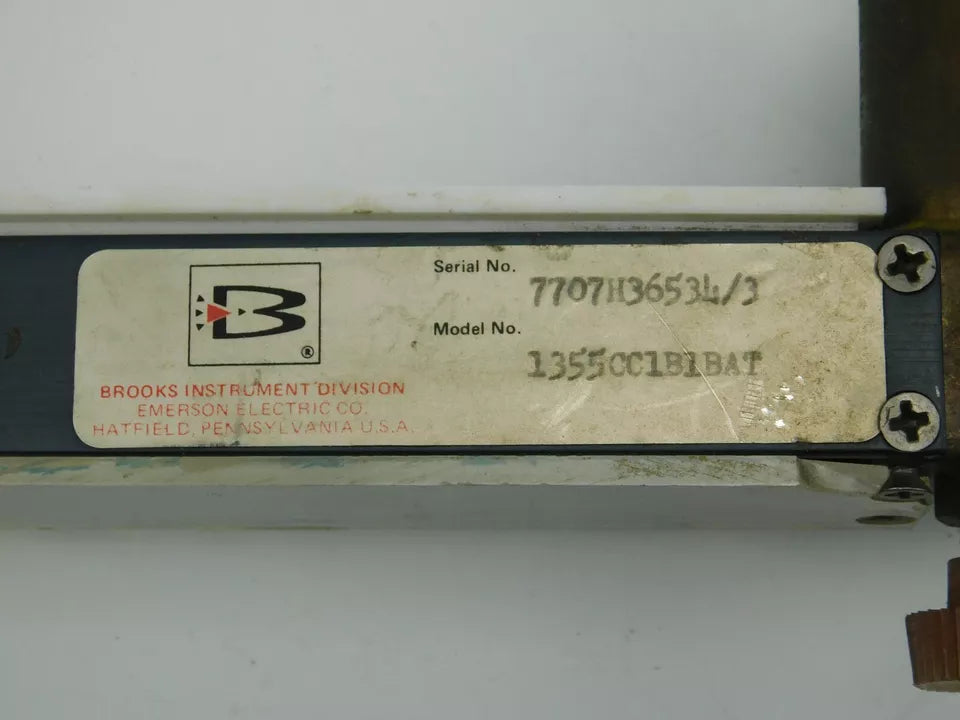 B
®
Serial No. 7707H36534/3
Model No. 1355CC1B1BAT
BROOKS INSTRUMENT DIVISION
EMERSON ELECTRIC CO.
HATFIELD, PENNSYLVANIA U.S.A.